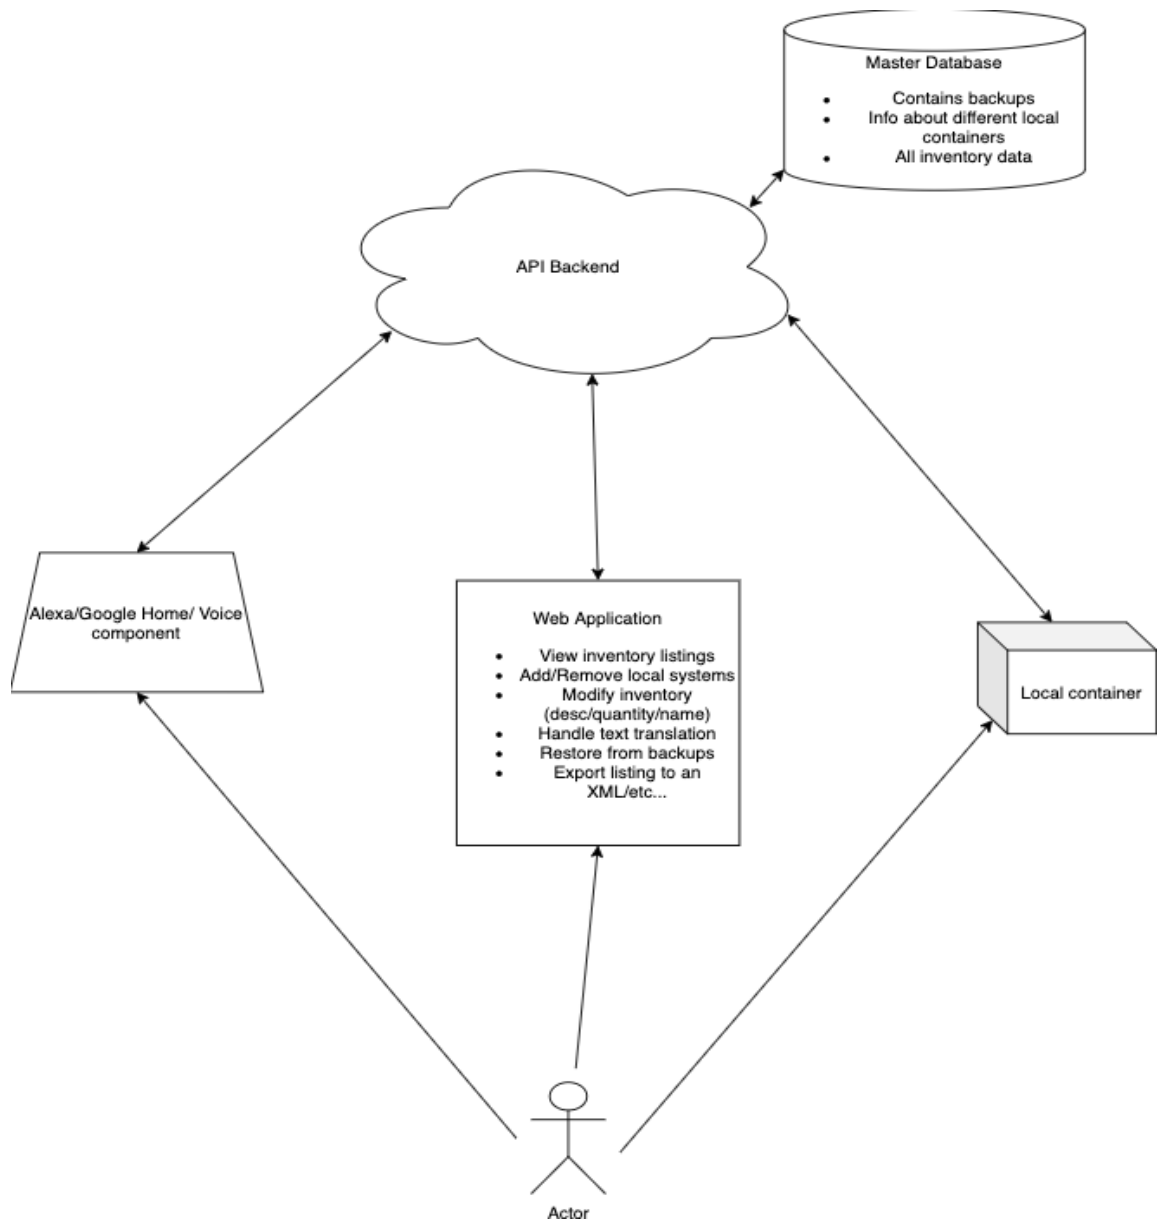 Master Database
• Contains backups
• Info about different local
containers
• All inventory data
API Backend
Alexa/Google Home/ Voice
component
Web Application
• View inventory listings
• Add/Remove local systems
• Modify inventory
(desc/quantity/name)
• Handle text translation
• Restore from backups
• Export listing to an
XML/etc...
Local container
Actor